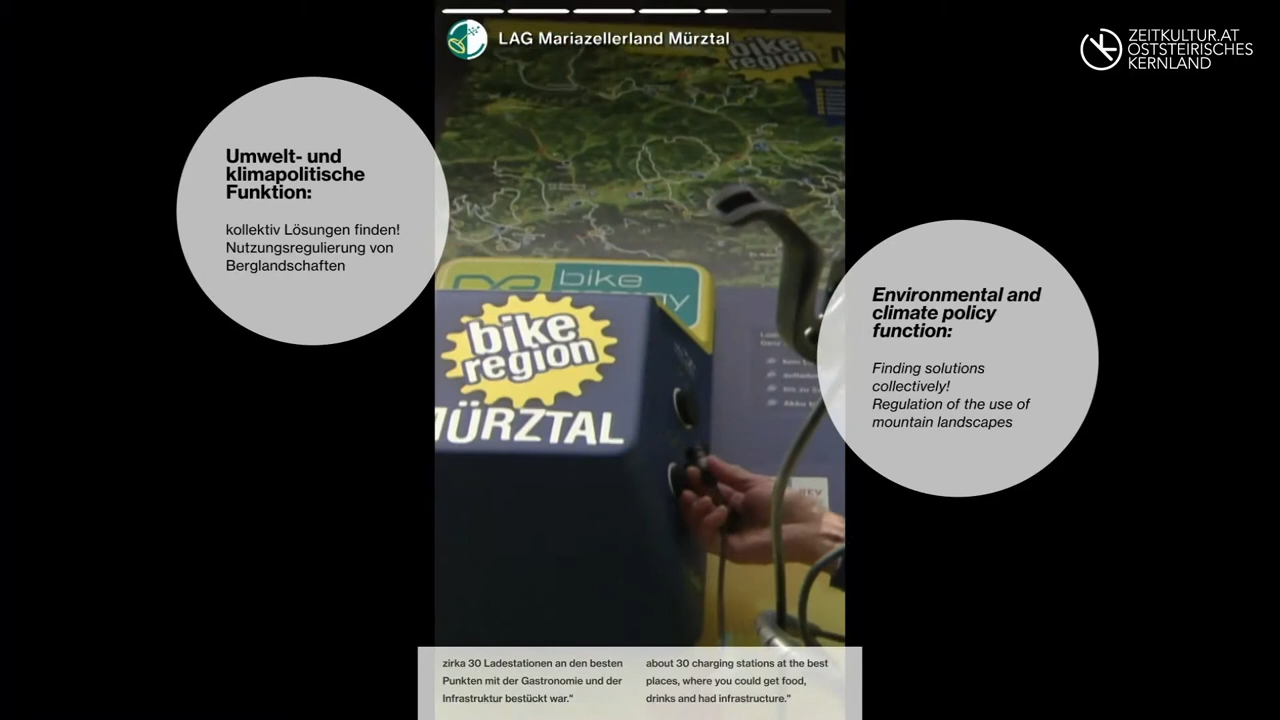 LAG Mariazellerland Mürztal
ZEITKULTUR.AT
OSTSTEIRISCHES
KERNLAND
bike
region
Umwelt- und
klimapolitische
Funktion:
kollektiv Lösungen finden!
Nutzungsregulierung von
Berglandschaften
bike
bike
region
MÜRZTAL
Environmental and
climate policy
function:
Finding solutions
collectively!
Regulation of the use of
mountain landscapes
zirka 30 Ladestationen an den besten
Punkten mit der Gastronomie und der
Infrastruktur bestückt war."
about 30 charging stations at the best
places, where you could get food,
drinks and had infrastructure."